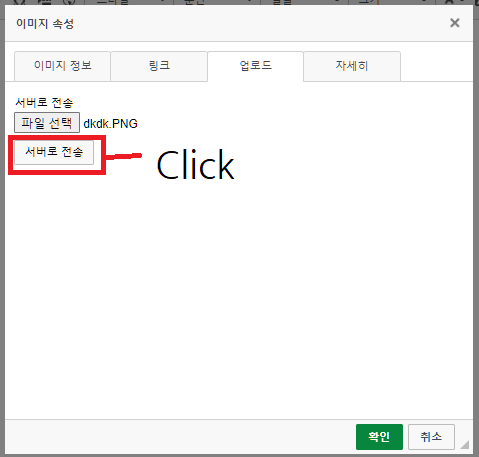 이미지 속성
이미지 정보 링크 업로드 자세히
서버로 전송
파일 선택 dkdk.PNG
서버로 전송 Click
확인 취소